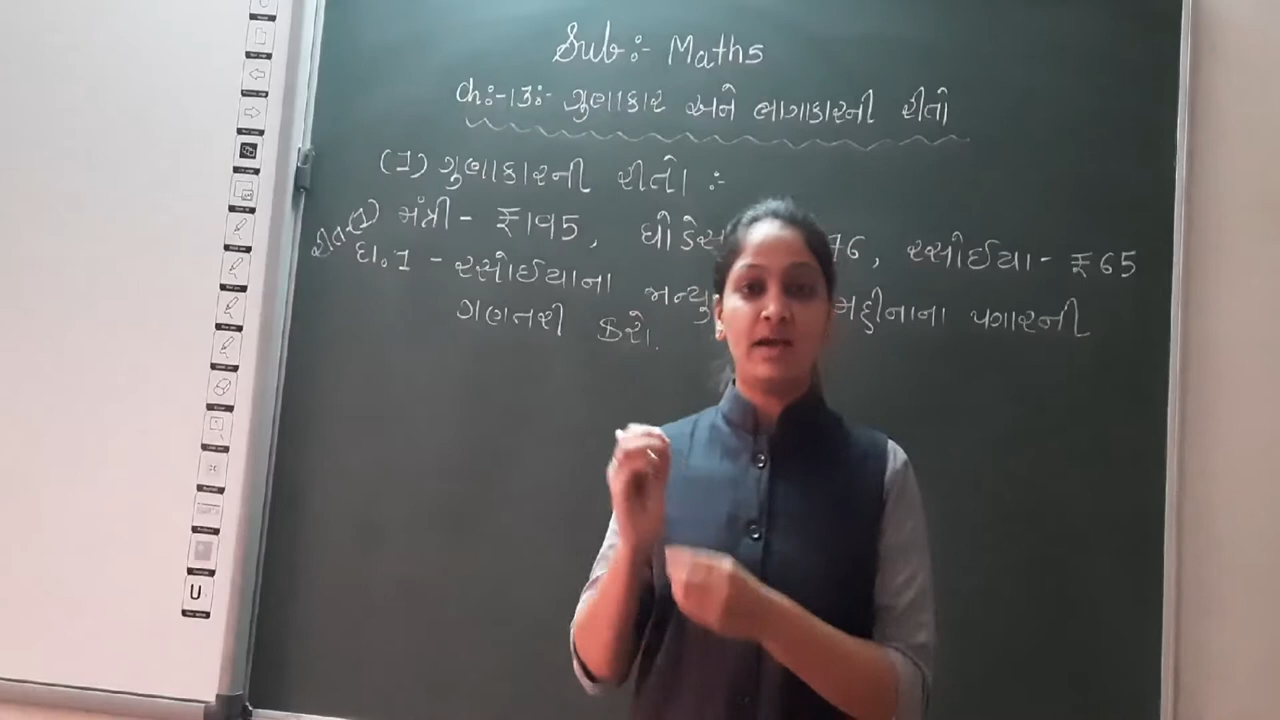 Sub:- Maths
Ch:-13:- ગુણાકાર અને ભાગાકારની રીતો
(1) ગુણાકારની રીતો :-
રીત(1) મંત્રી - ₹195, ઘોડેસ 76, રસોઈયા - ₹65
દા.1 - રસોઈયાના જાન્યુ મહીનાના પગારની
ગણતરી કરો.
U